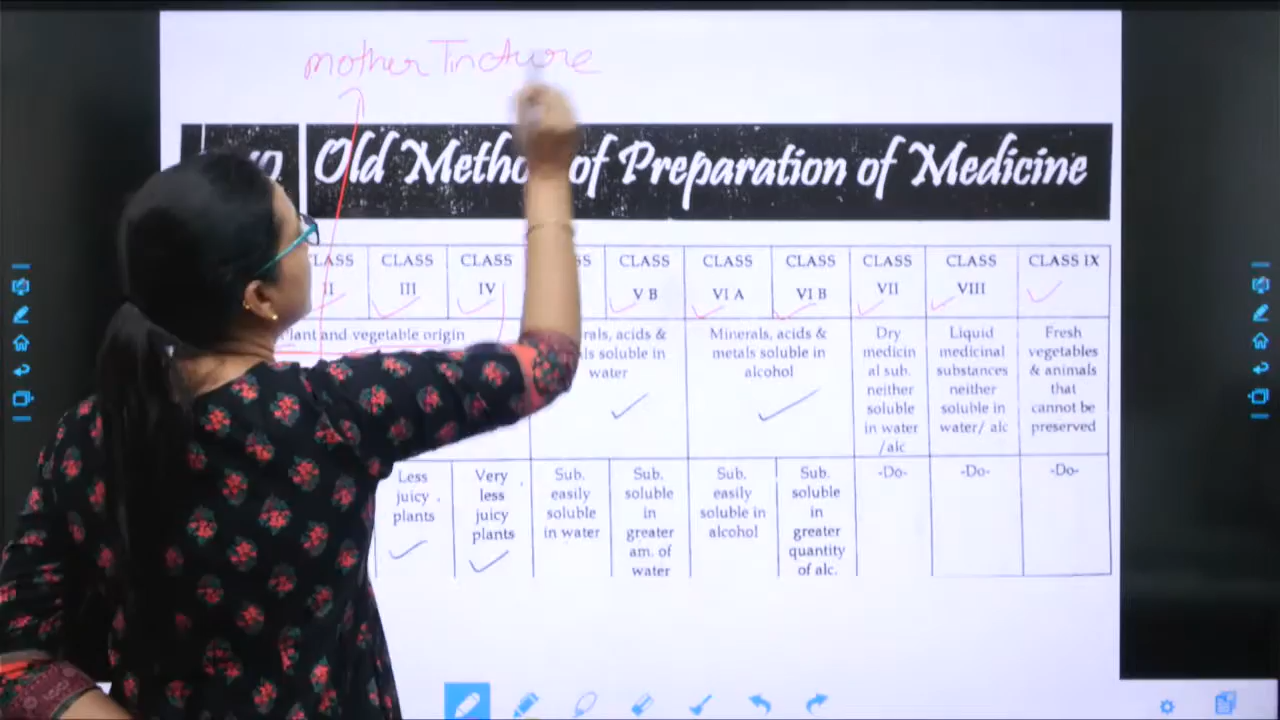 mother Tincture
Old Method of Preparation of Medicine
CLASS CLASS CLASS CLASS CLASS CLASS CLASS CLASS CLASS IX
II III IV V B VI A VI B VII VIII
Plant and vegetable origin
acids &
soluble in
water
Minerals, acids &
metals soluble in
alcohol
Dry
medicin
al sub.
neither
soluble
in water
/alc
Liquid
medicinal
substances
neither
soluble in
water/ alc
Fresh
vegetables
& animals
that
cannot be
preserved
Less
juicy
plants
Very
less
juicy
plants
Sub.
easily
soluble
in water
Sub.
soluble
in
greater
am. of
water
Sub.
easily
soluble in
alcohol
Sub.
soluble
in
greater
quantity
of alc.
-Do-
-Do-
-Do-